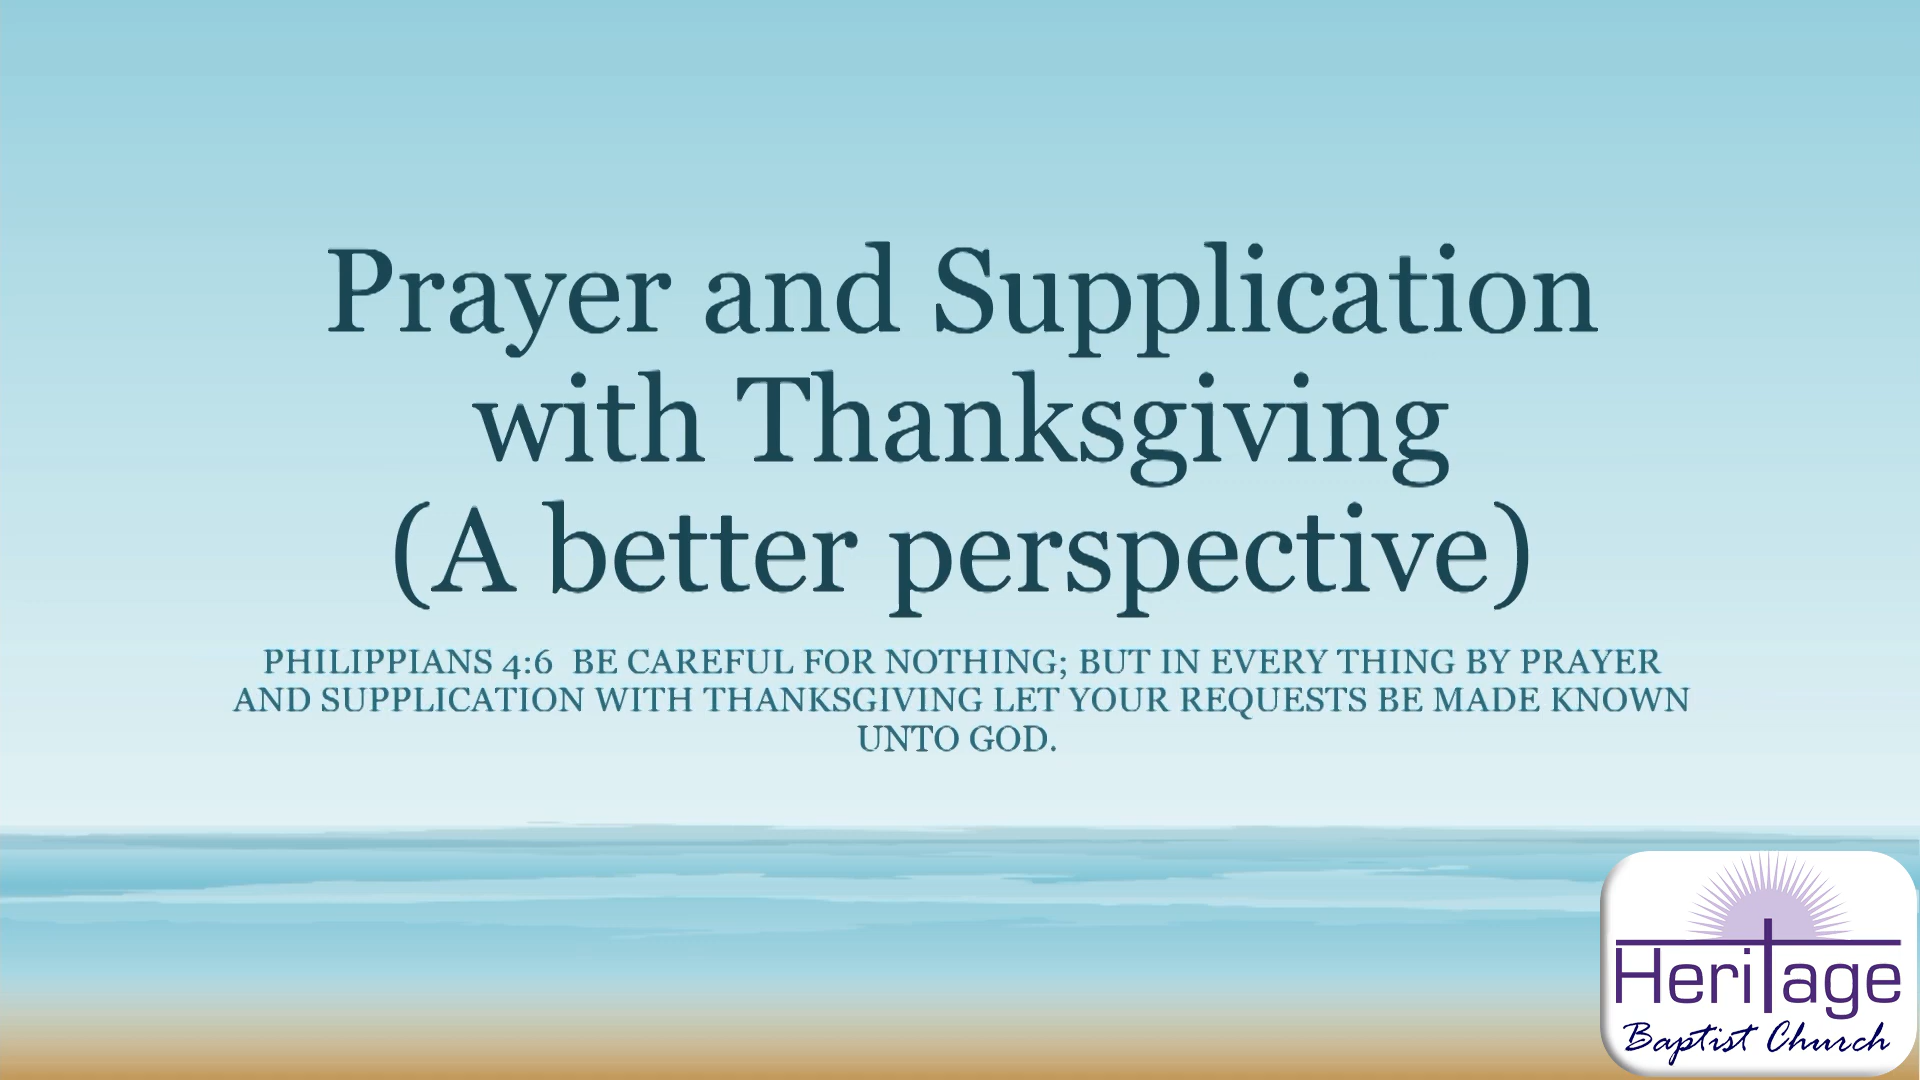 Prayer and Supplication
with Thanksgiving
(A better perspective)
PHILIPPIANS 4:6  BE CAREFUL FOR NOTHING; BUT IN EVERY THING BY PRAYER
AND SUPPLICATION WITH THANKSGIVING LET YOUR REQUESTS BE MADE KNOWN
UNTO GOD.
Heritage
Baptist Church